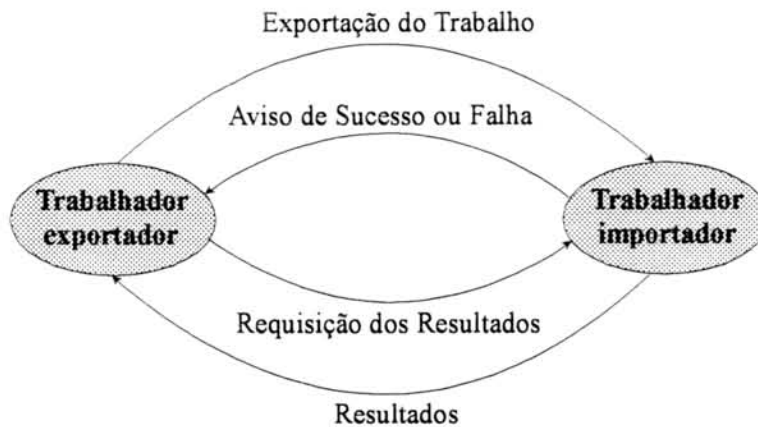 Exportação do Trabalho
Aviso de Sucesso ou Falha
Trabalhador
exportador
Trabalhador
importador
Requisição dos Resultados
Resultados